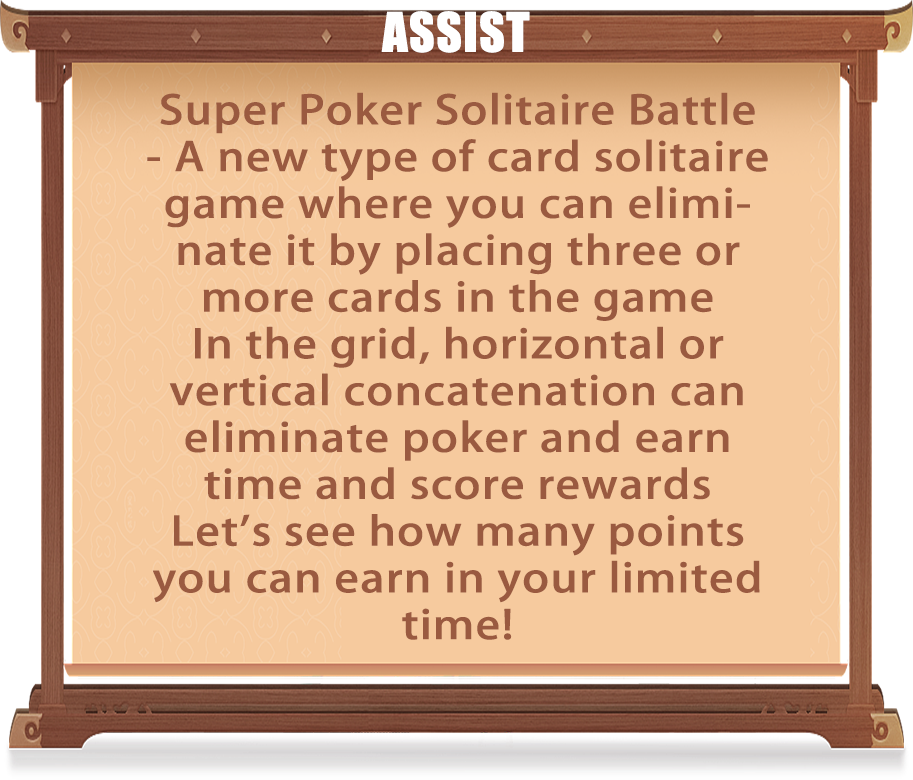 ASSIST
Super Poker Solitaire Battle
- A new type of card solitaire
game where you can elimi-
nate it by placing three or
more cards in the game
In the grid, horizontal or
vertical concatenation can
eliminate poker and earn
time and score rewards
Let’s see how many points
you can earn in your limited
time!